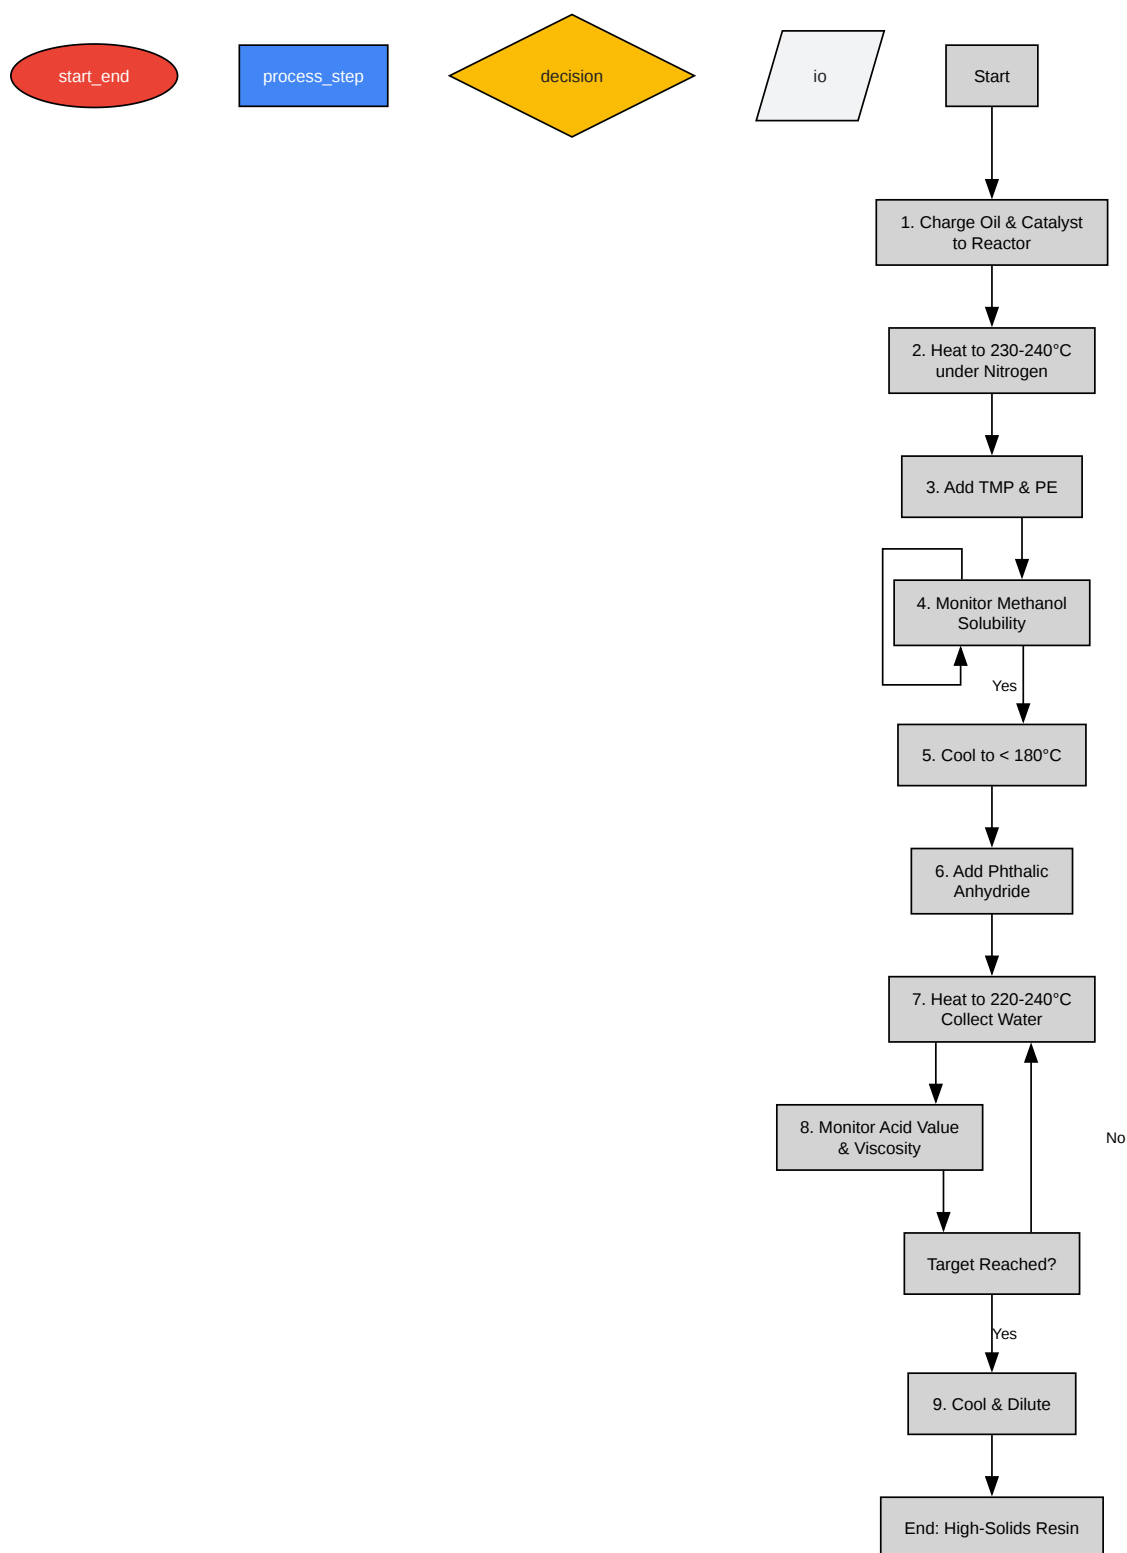 start_end
process_step
decision
io
Start
1. Charge Oil & Catalyst
to Reactor
2. Heat to 230-240°C
under Nitrogen
3. Add TMP & PE
4. Monitor Methanol
Solubility
Yes
5. Cool to < 180°C
6. Add Phthalic
Anhydride
7. Heat to 220-240°C
Collect Water
8. Monitor Acid Value
& Viscosity
No
Target Reached?
Yes
9. Cool & Dilute
End: High-Solids Resin